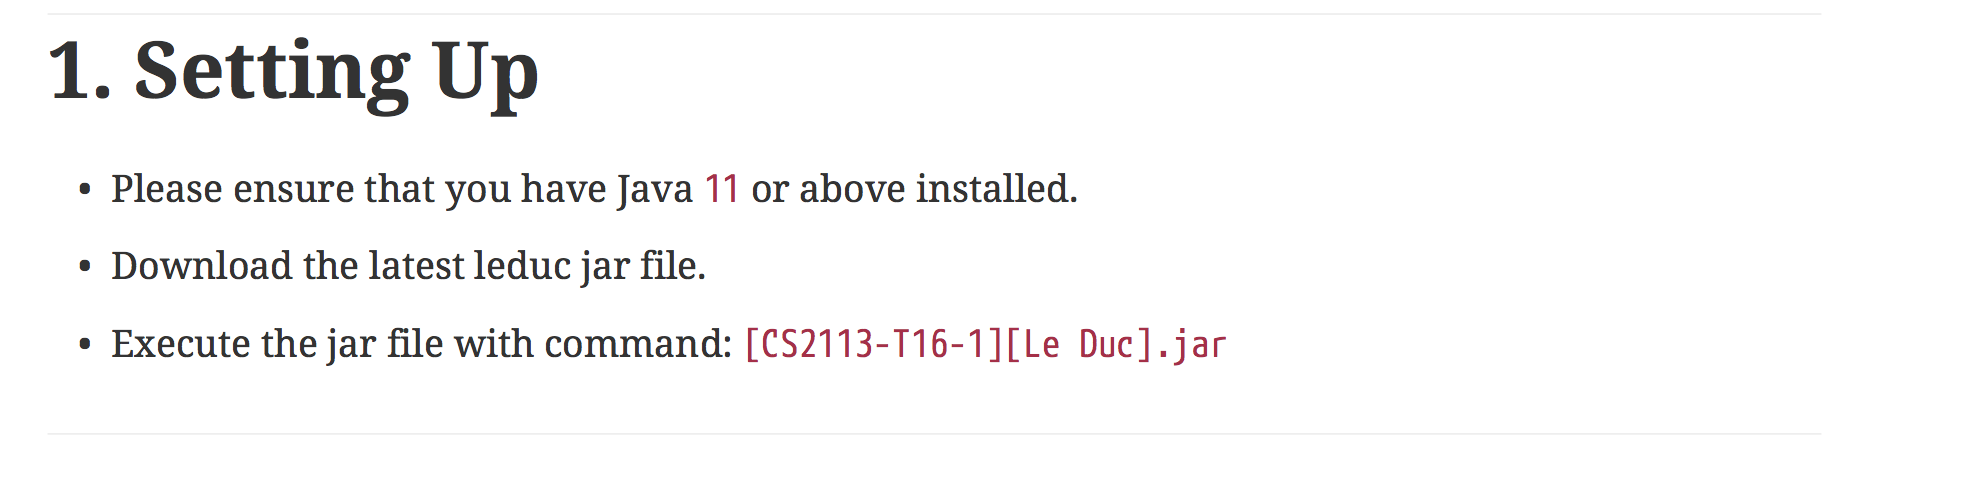 1. Setting Up
• Please ensure that you have Java 11 or above installed.
• Download the latest leduc jar file.
• Execute the jar file with command: [CS2113-T16-1][Le Duc].jar